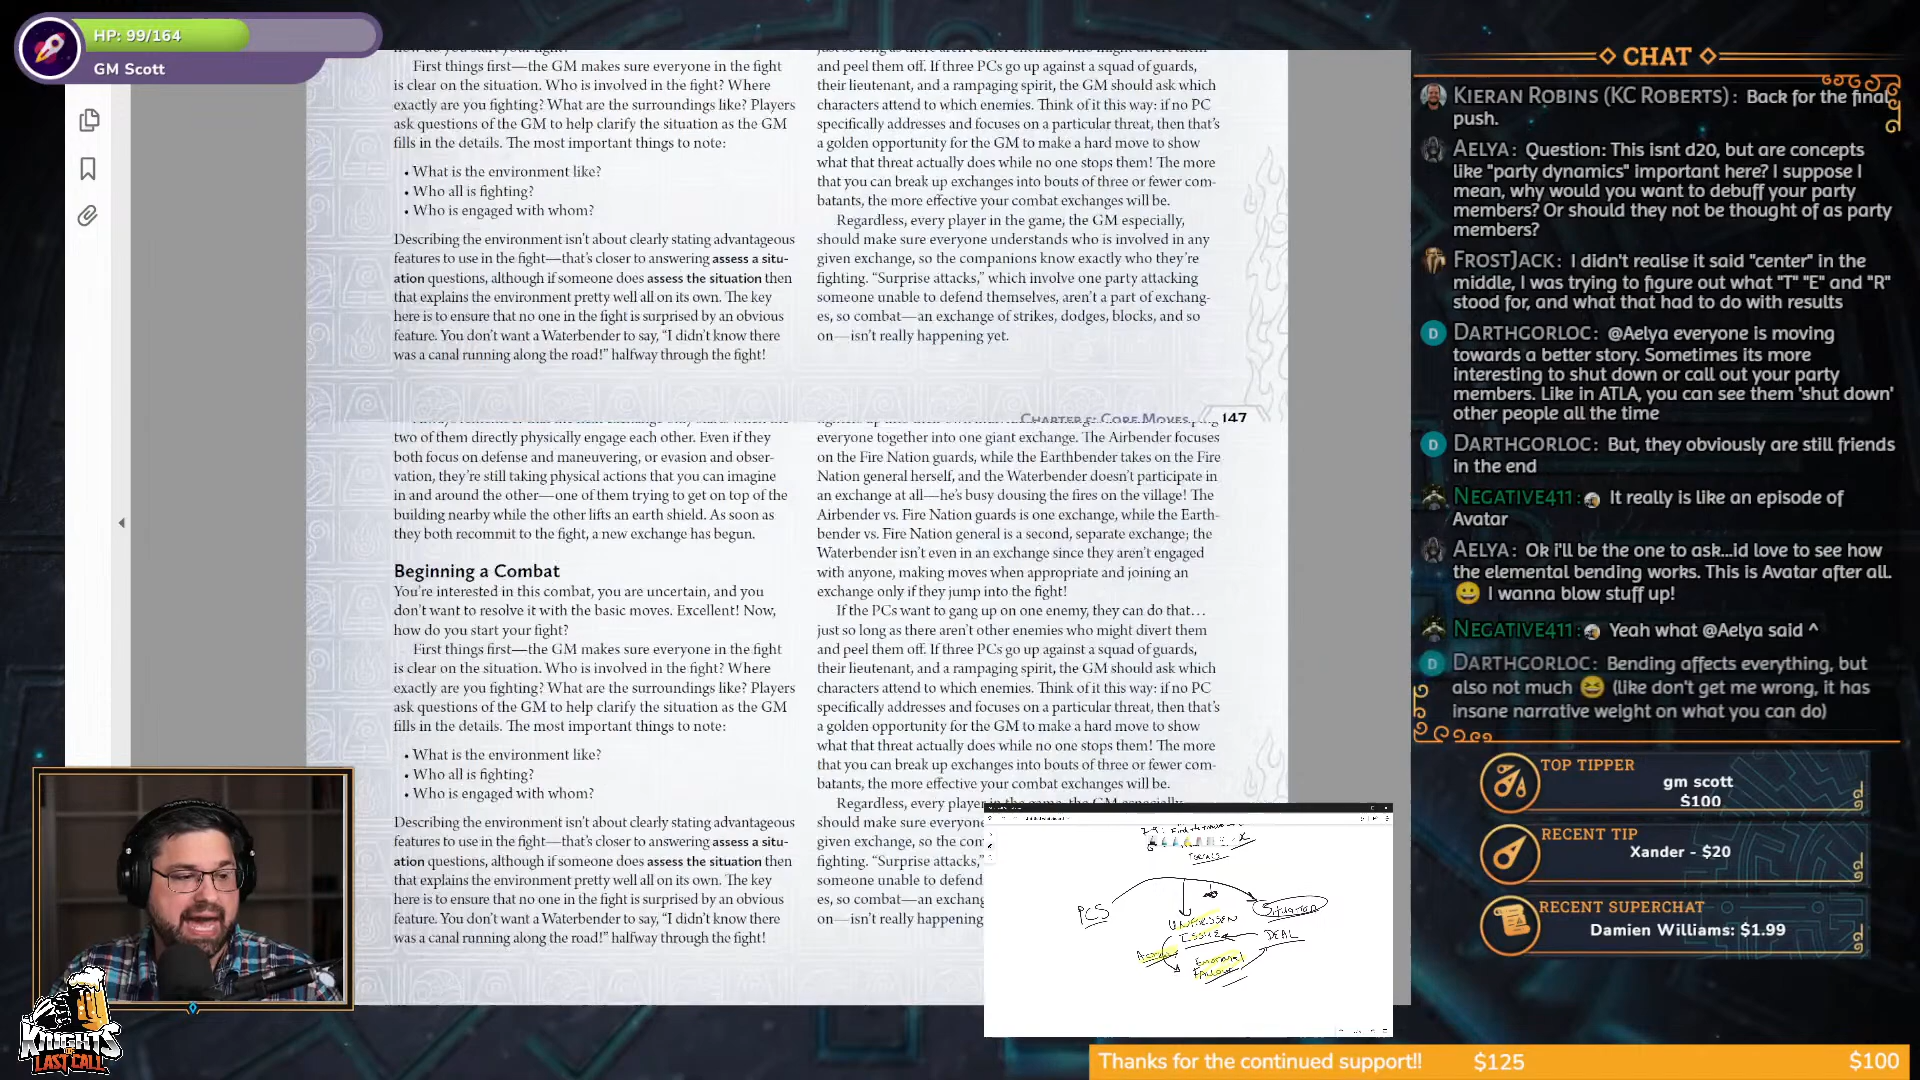 HP: 99/164
GM Scott
how do you start your fight?
First things first—the GM makes sure everyone in the fight
is clear on the situation. Who is involved in the fight? Where
exactly are you fighting? What are the surroundings like? Players
ask questions of the GM to help clarify the situation as the GM
fills in the details. The most important things to note:
• What is the environment like?
• Who all is fighting?
• Who is engaged with whom?
Describing the environment isn't about clearly stating advantageous
features to use in the fight—that's closer to answering assess a situ-
ation questions, although if someone does assess the situation then
that explains the environment pretty well all on its own. The key
here is to ensure that no one in the fight is surprised by an obvious
feature. You don't want a Waterbender to say, “I didn't know there
was a canal running along the road!” halfway through the fight!
just so long as there aren't other enemies who might divert them
and peel them off. If three PCs go up against a squad of guards,
their lieutenant, and a rampaging spirit, the GM should ask which
characters attend to which enemies. Think of it this way: if no PC
specifically addresses and focuses on a particular threat, then that's
a golden opportunity for the GM to make a hard move to show
what that threat actually does while no one stops them! The more
that you can break up exchanges into bouts of three or fewer com-
batants, the more effective your combat exchanges will be.
Regardless, every player in the game, the GM especially,
should make sure everyone understands who is involved in any
given exchange, so the companions know exactly who they're
fighting. “Surprise attacks,” which involve one party attacking
someone unable to defend themselves, aren't a part of exchang-
es, so combat—an exchange of strikes, dodges, blocks, and so
on—isn't really happening yet.
Chapter 5: Core Moves 147
two of them directly physically engage each other. Even if they
both focus on defense and maneuvering, or evasion and obser-
vation, they're still taking physical actions that you can imagine
in and around the other—one of them trying to get on top of the
building nearby while the other lifts an earth shield. As soon as
they both recommit to the fight, a new exchange has begun.
Beginning a Combat
You're interested in this combat, you are uncertain, and you
don't want to resolve it with the basic moves. Excellent! Now,
how do you start your fight?
First things first—the GM makes sure everyone in the fight
is clear on the situation. Who is involved in the fight? Where
exactly are you fighting? What are the surroundings like? Players
ask questions of the GM to help clarify the situation as the GM
fills in the details. The most important things to note:
• What is the environment like?
• Who all is fighting?
• Who is engaged with whom?
Describing the environment isn't about clearly stating advantageous
features to use in the fight—that's closer to answering assess a situ-
ation questions, although if someone does assess the situation then
that explains the environment pretty well all on its own. The key
here is to ensure that no one in the fight is surprised by an obvious
feature. You don't want a Waterbender to say, “I didn't know there
was a canal running along the road!” halfway through the fight!
everyone together into one giant exchange. The Airbender focuses
on the Fire Nation guards, while the Earthbender takes on the Fire
Nation general herself, and the Waterbender doesn't participate in
an exchange at all—he's busy dousing the fires on the village! The
Airbender vs. Fire Nation guards is one exchange, while the Earth-
bender vs. Fire Nation general is a second, separate exchange; the
Waterbender isn't even in an exchange since they aren't engaged
with anyone, making moves when appropriate and joining an
exchange only if they jump into the fight!
If the PCs want to gang up on one enemy, they can do that…
just so long as there aren't other enemies who might divert them
and peel them off. If three PCs go up against a squad of guards,
their lieutenant, and a rampaging spirit, the GM should ask which
characters attend to which enemies. Think of it this way: if no PC
specifically addresses and focuses on a particular threat, then that's
a golden opportunity for the GM to make a hard move to show
what that threat actually does while no one stops them! The more
that you can break up exchanges into bouts of three or fewer com-
batants, the more effective your combat exchanges will be.
Regardless, every player in the game, the GM especially,
should make sure everyone
given exchange, so the com
fighting. “Surprise attacks,”
someone unable to defend
es, so combat—an exchang
on—isn't really happening
PCS
UNFORSEEN
ISSUE
DEAL
Emotional
Fallout
KNIGHTS
OF
LAST CALL
CHAT
KIERAN ROBINS (KC ROBERTS): Back for the final
push.
AELYA: Question: This isnt d20, but are concepts
like "party dynamics" important here? I suppose I
mean, why would you want to debuff your party
members? Or should they not be thought of as party
members?
FROSTJACK: I didn't realise it said "center" in the
middle, I was trying to figure out what "T" "E" and "R"
stood for, and what that had to do with results
DARTHGORLOC: @Aelya everyone is moving
towards a better story. Sometimes its more
interesting to shut down or call out your party
members. Like in ATLA, you can see them 'shut down'
other people all the time
DARTHGORLOC: But, they obviously are still friends
in the end
NEGATIVE411: It really is like an episode of
Avatar
AELYA: Ok i'll be the one to ask...id love to see how
the elemental bending works. This is Avatar after all.
I wanna blow stuff up!
NEGATIVE411: Yeah what @Aelya said ^
DARTHGORLOC: Bending affects everything, but
also not much (like don't get me wrong, it has
insane narrative weight on what you can do)
TOP TIPPER
gm scott
$100
RECENT TIP
Xander - $20
RECENT SUPERCHAT
Damien Williams: $1.99
Thanks for the continued support!! $125 $100